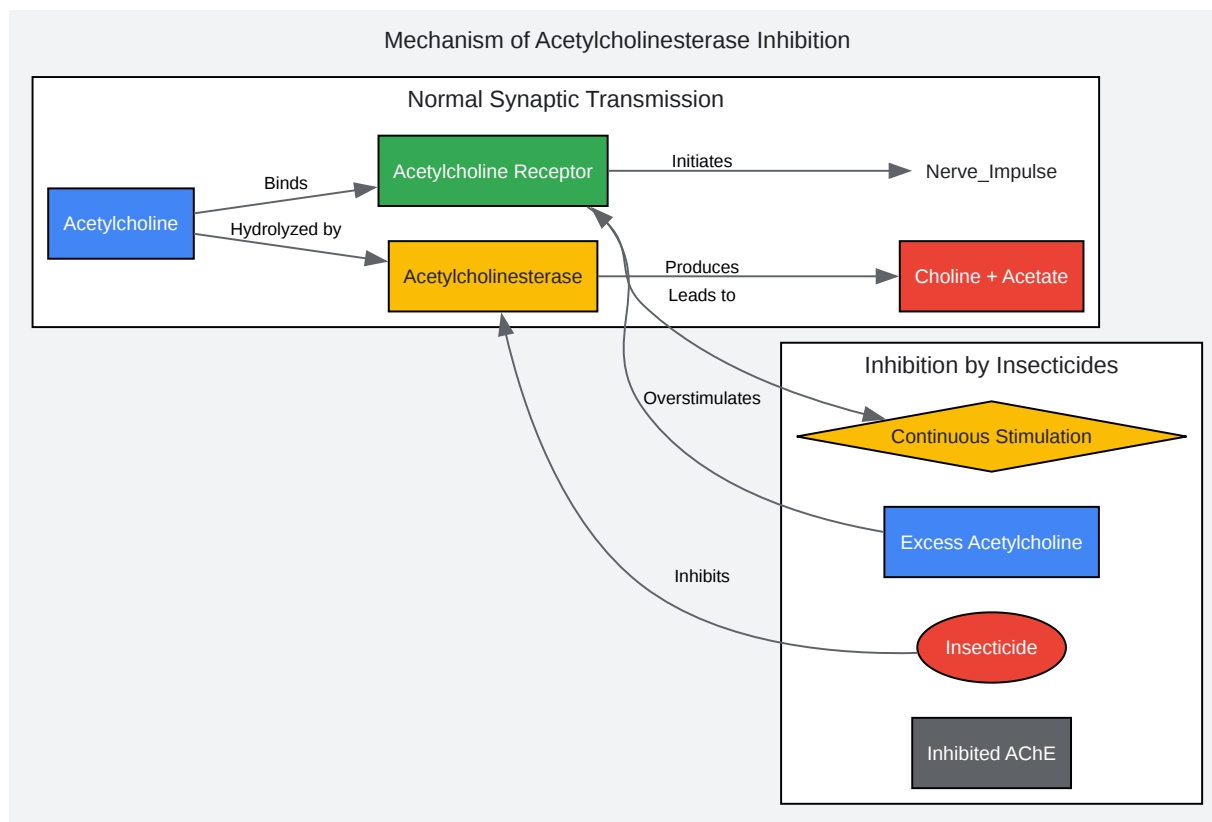 Mechanism of Acetylcholinesterase Inhibition
Normal Synaptic Transmission
Acetylcholine
Binds
Hydrolyzed by
Acetylcholine Receptor
Acetylcholinesterase
Initiates
Produces
Leads to
Nerve_Impulse
Choline + Acetate
Inhibition by Insecticides
Overstimulates
Continuous Stimulation
Excess Acetylcholine
Inhibits
Insecticide
Inhibited AChE